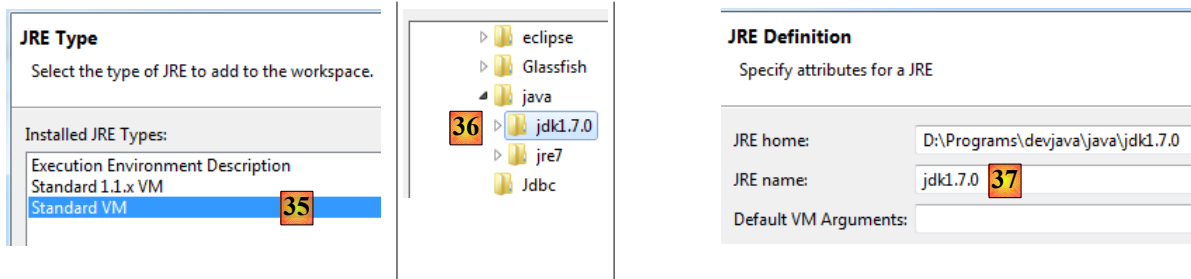 JRE Type
Select the type of JRE to add to the workspace.
Installed JRE Types:
Execution Environment Description
Standard 1.1.x VM
Standard VM
35
eclipse
Glassfish
java
36
jdk1.7.0
jre7
Jdbc
JRE Definition
Specify attributes for a JRE
JRE home:
D:\Programs\devjava\java\jdk1.7.0
JRE name:
jdk1.7.0
37
Default VM Arguments: